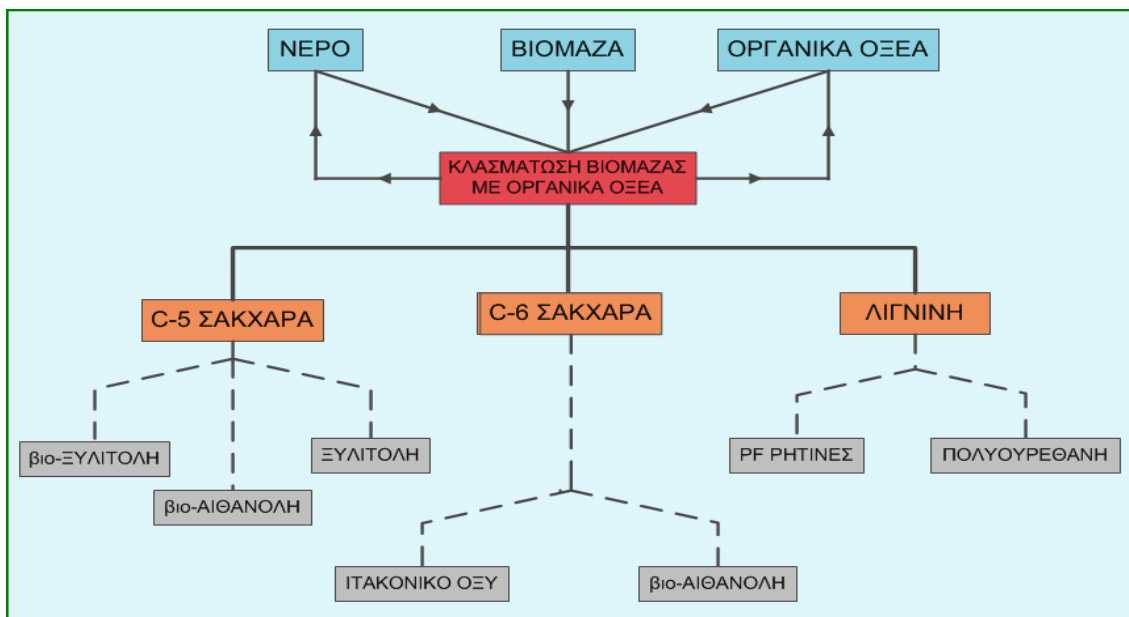 ΝΕΡΟ
ΒΙΟΜΑΖΑ
ΟΡΓΑΝΙΚΑ ΟΞΕΑ
ΚΛΑΣΜΑΤΩΣΗ ΒΙΟΜΑΖΑΣ
ΜΕ ΟΡΓΑΝΙΚΑ ΟΞΕΑ
C-5 ΣΑΚΧΑΡΑ
C-6 ΣΑΚΧΑΡΑ
ΛΙΓΝΙΝΗ
βιο-ΞΥΛΙΤΟΛΗ
βιο-ΑΙΘΑΝΟΛΗ
ΞΥΛΙΤΟΛΗ
ΙΤΑΚΟΝΙΚΟ ΟΞΥ
βιο-ΑΙΘΑΝΟΛΗ
PF ΡΗΤΙΝΕΣ
ΠΟΛΥΟΥΡΕΘΑΝΗ